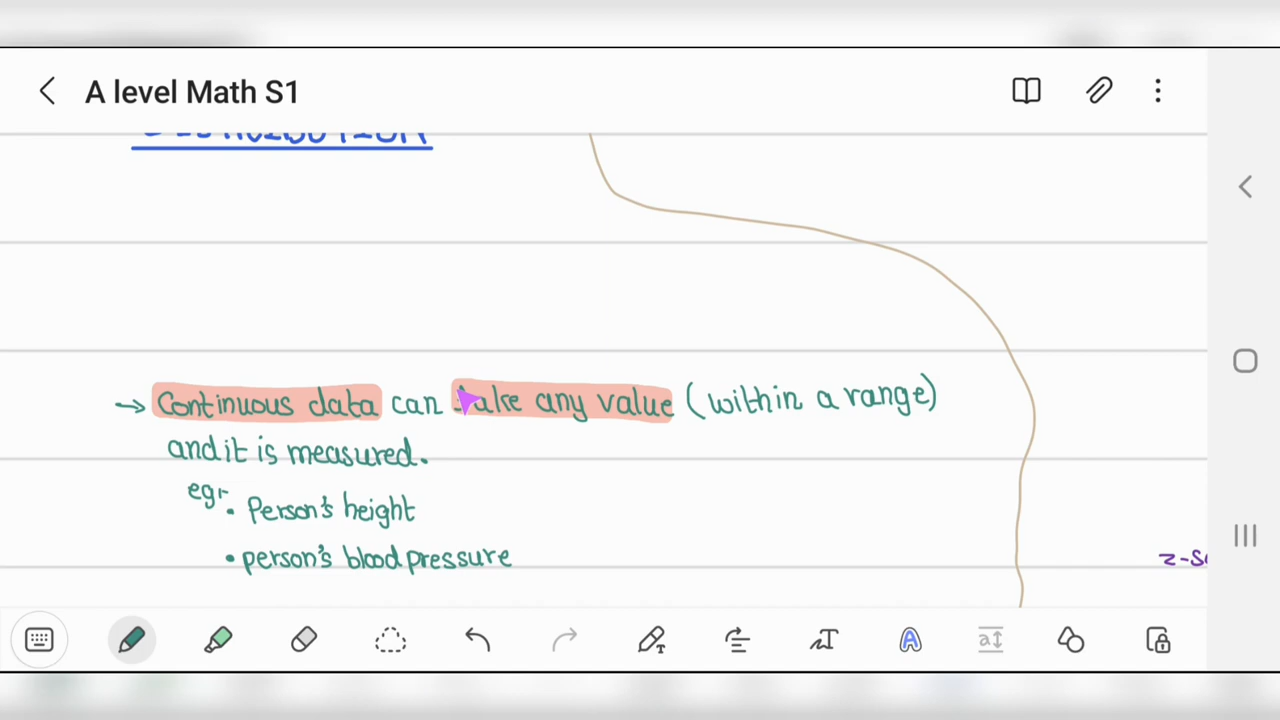 A level Math S1
→ Continuous data can take any value (within a range)
and it is measured.
eg:
• Person's height
• person's blood pressure